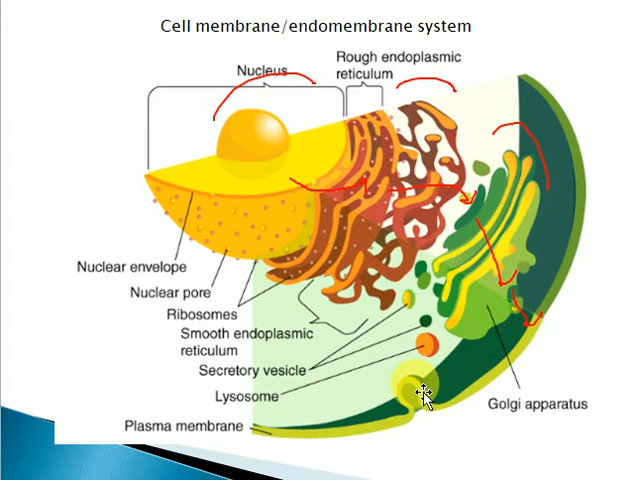 Cell membrane/endomembrane system
Rough endoplasmic
reticulum
Nucleus
Nuclear envelope
Nuclear pore
Ribosomes
Smooth endoplasmic
reticulum
Secretory vesicle
Lysosome
Golgi apparatus
Plasma membrane